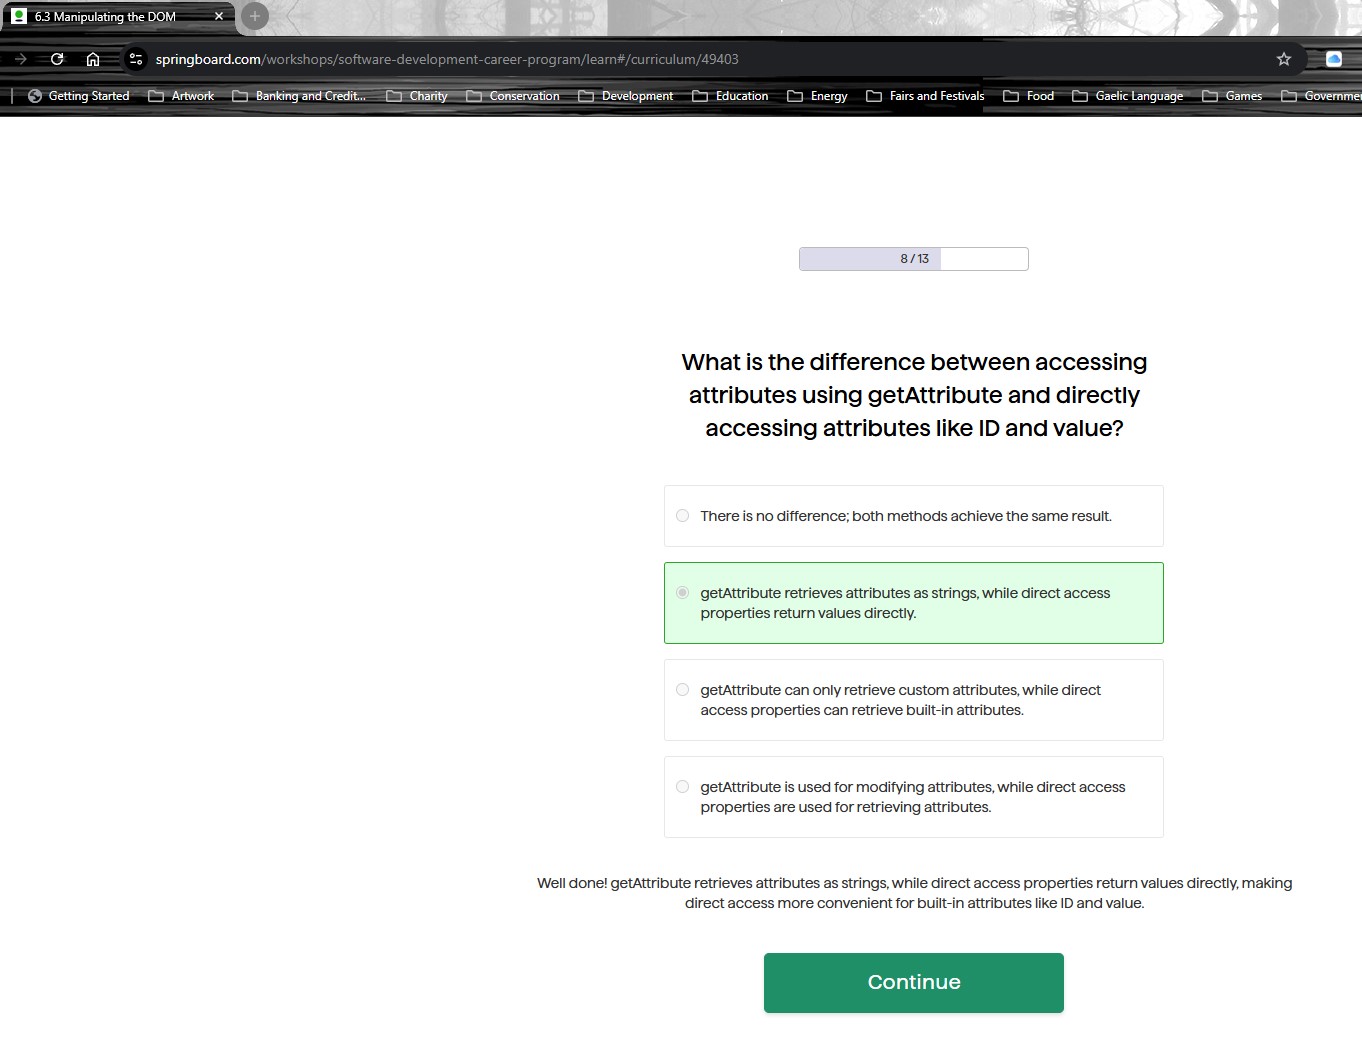 6.3 Manipulating the DOM
springboard.com/workshops/software-development-career-program/learn#/curriculum/49403
Getting Started Artwork Banking and Credit... Charity Conservation Development Education Energy Fairs and Festivals Food Gaelic Language Games
8 / 13
What is the difference between accessing
attributes using getAttribute and directly
accessing attributes like ID and value?
There is no difference; both methods achieve the same result.
getAttribute retrieves attributes as strings, while direct access
properties return values directly.
getAttribute can only retrieve custom attributes, while direct
access properties can retrieve built-in attributes.
getAttribute is used for modifying attributes, while direct access
properties are used for retrieving attributes.
Well done! getAttribute retrieves attributes as strings, while direct access properties return values directly, making
direct access more convenient for built-in attributes like ID and value.
Continue